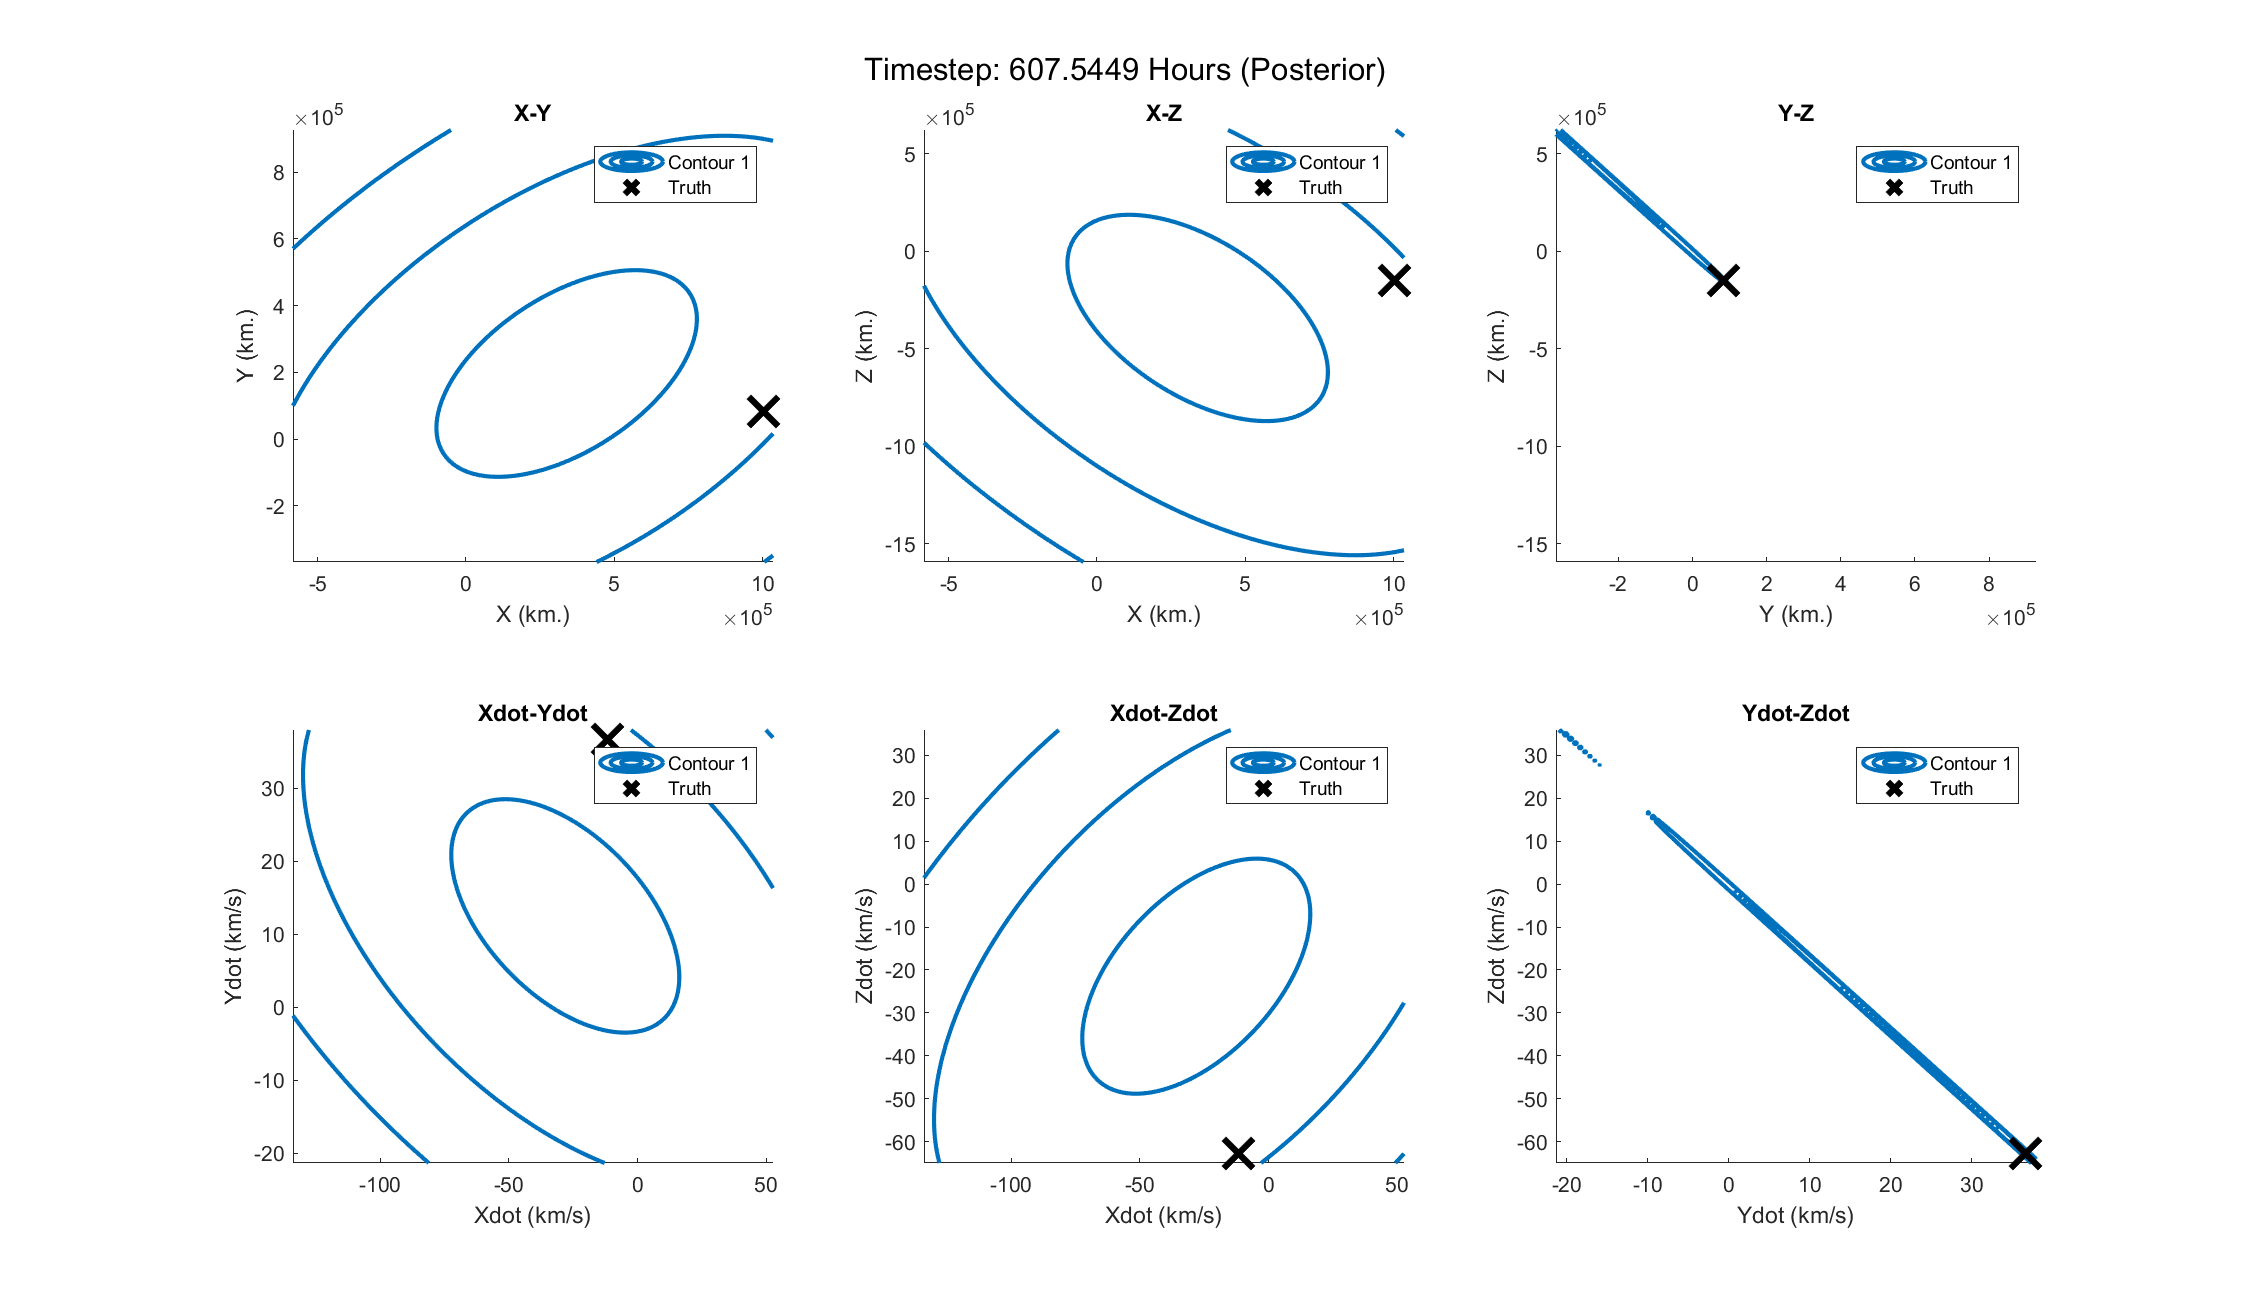 Timestep: 607.5449 Hours (Posterior)
X-Y
×10^5
8
6
4
2
0
-2
Y (km.)
-5 0 5 10
X (km.)
×10^5
Contour 1
Truth
X-Z
×10^5
5
0
-5
-10
-15
Z (km.)
-5 0 5 10
X (km.)
×10^5
Contour 1
Truth
Y-Z
×10^5
5
0
-5
-10
-15
Z (km.)
-2 0 2 4 6 8
Y (km.)
×10^5
Contour 1
Truth
Xdot-Ydot
30
20
10
0
-10
-20
Ydot (km/s)
-100 -50 0 50
Xdot (km/s)
Contour 1
Truth
Xdot-Zdot
30
20
10
0
-10
-20
-30
-40
-50
-60
Zdot (km/s)
-100 -50 0 50
Xdot (km/s)
Contour 1
Truth
Ydot-Zdot
30
20
10
0
-10
-20
-30
-40
-50
-60
Zdot (km/s)
-20 -10 0 10 20 30
Ydot (km/s)
Contour 1
Truth